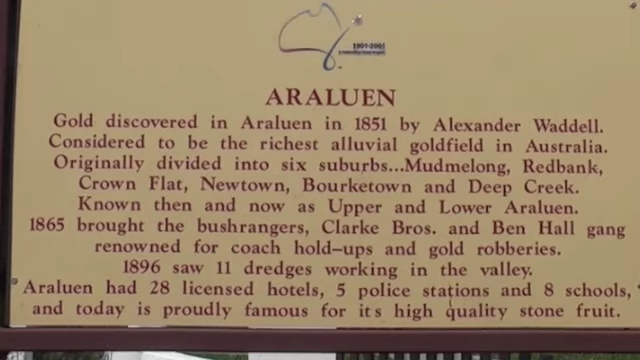 1901-2001
ARALUEN
Gold discovered in Araluen in 1851 by Alexander Waddell.
Considered to be the richest alluvial goldfield in Australia.
Originally divided into six suburbs...Mudmelong, Redbank,
Crown Flat, Newtown, Bourketown and Deep Creek.
Known then and now as Upper and Lower Araluen.
1865 brought the bushrangers, Clarke Bros. and Ben Hall gang
renowned for coach hold-ups and gold robberies.
1896 saw 11 dredges working in the valley.
Araluen had 28 licensed hotels, 5 police stations and 8 schools,
and today is proudly famous for its high quality stone fruit.